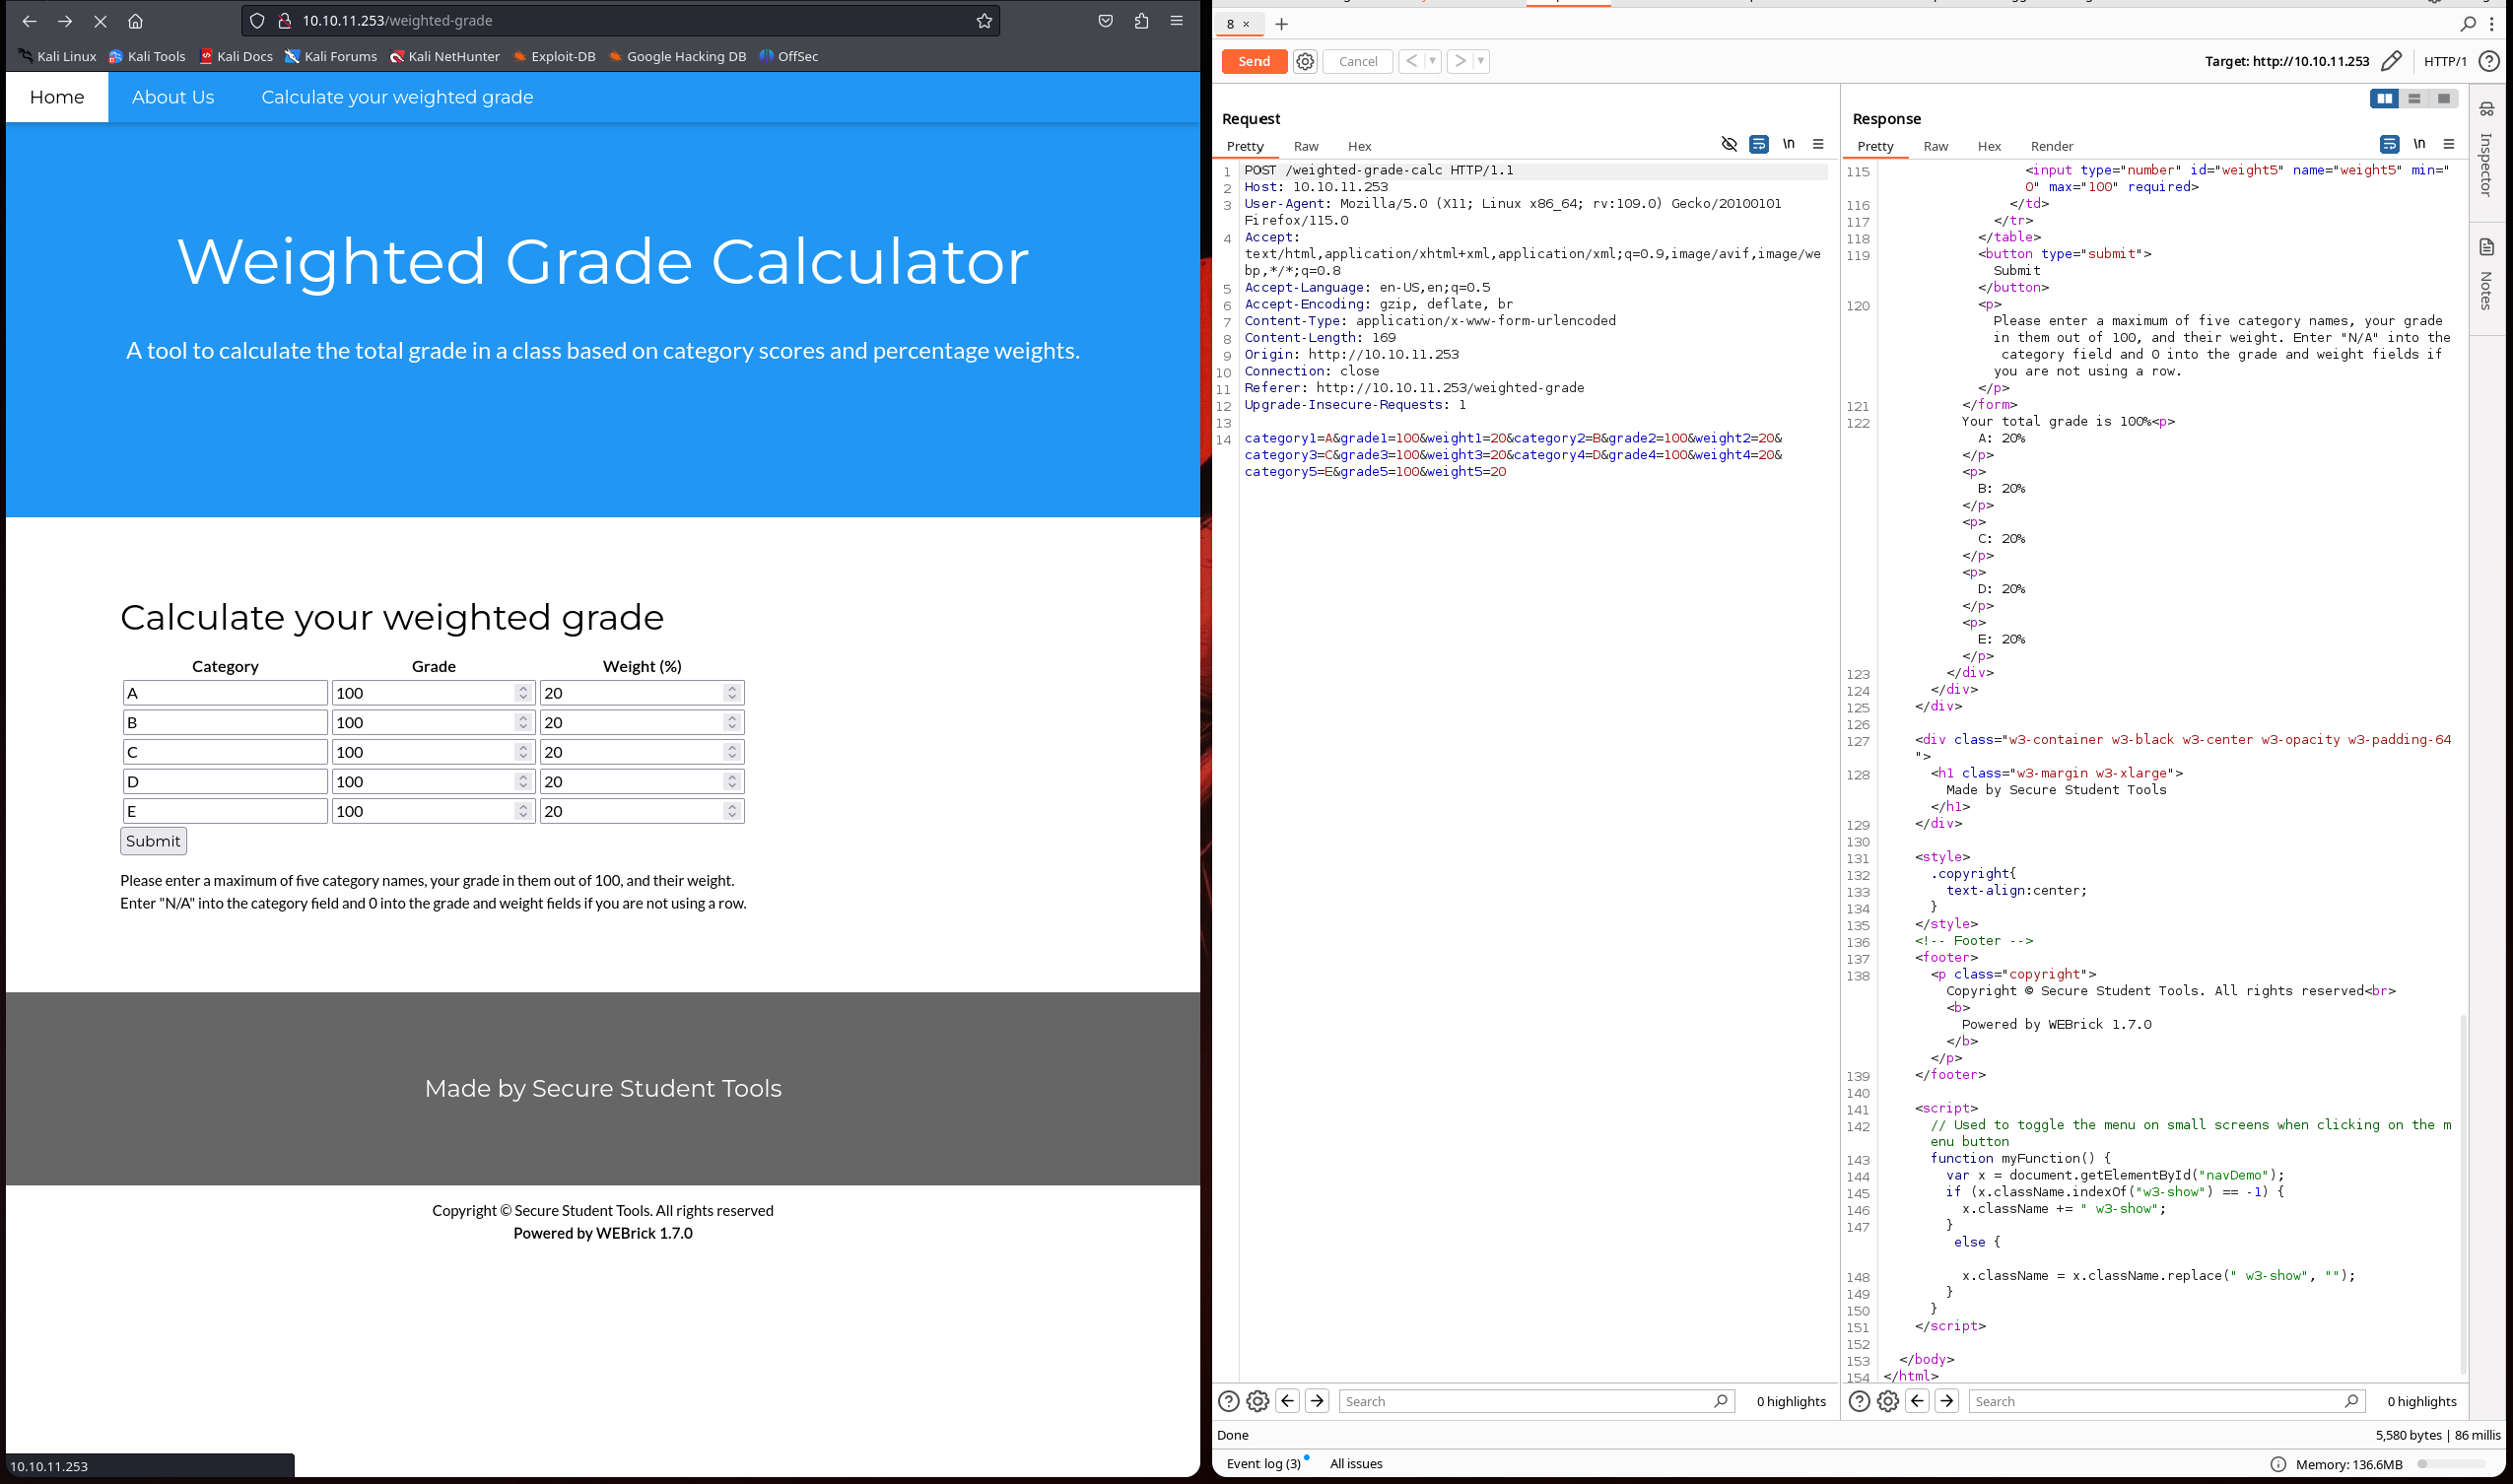 10.10.11.253/weighted-grade
Kali Linux Kali Tools Kali Docs Kali Forums Kali NetHunter Exploit-DB Google Hacking DB OffSec
Home About Us Calculate your weighted grade
Weighted Grade Calculator
A tool to calculate the total grade in a class based on category scores and percentage weights.
Calculate your weighted grade
Category Grade Weight (%)
A 100 20
B 100 20
C 100 20
D 100 20
E 100 20
Submit
Please enter a maximum of five category names, your grade in them out of 100, and their weight.
Enter "N/A" into the category field and 0 into the grade and weight fields if you are not using a row.
Made by Secure Student Tools
Copyright © Secure Student Tools. All rights reserved
Powered by WEBrick 1.7.0
10.10.11.253
8 × +
Send Cancel < > Target: http://10.10.11.253 HTTP/1
Request
Pretty Raw Hex \n
1 POST /weighted-grade-calc HTTP/1.1
2 Host: 10.10.11.253
3 User-Agent: Mozilla/5.0 (X11; Linux x86_64; rv:109.0) Gecko/20100101
Firefox/115.0
4 Accept:
text/html,application/xhtml+xml,application/xml;q=0.9,image/avif,image/we
bp,*/*;q=0.8
5 Accept-Language: en-US,en;q=0.5
6 Accept-Encoding: gzip, deflate, br
7 Content-Type: application/x-www-form-urlencoded
8 Content-Length: 169
9 Origin: http://10.10.11.253
10 Connection: close
11 Referer: http://10.10.11.253/weighted-grade
12 Upgrade-Insecure-Requests: 1
13
14 category1=A&grade1=100&weight1=20&category2=B&grade2=100&weight2=20&
category3=C&grade3=100&weight3=20&category4=D&grade4=100&weight4=20&
category5=E&grade5=100&weight5=20
Search 0 highlights
Response
Pretty Raw Hex Render \n
115 <input type="number" id="weight5" name="weight5" min="
0" max="100" required>
116 </td>
117 </tr>
118 </table>
119 <button type="submit">
Submit
</button>
120 <p>
Please enter a maximum of five category names, your grade
in them out of 100, and their weight. Enter "N/A" into the
category field and 0 into the grade and weight fields if
you are not using a row.
</p>
121 </form>
122 Your total grade is 100%<p>
A: 20%
</p>
<p>
B: 20%
</p>
<p>
C: 20%
</p>
<p>
D: 20%
</p>
<p>
E: 20%
</p>
123 </div>
124 </div>
125 </div>
126
127 <div class="w3-container w3-black w3-center w3-opacity w3-padding-64
">
128 <h1 class="w3-margin w3-xlarge">
Made by Secure Student Tools
</h1>
129 </div>
130
131 <style>
132 .copyright{
133 text-align:center;
134 }
135 </style>
136 <!-- Footer -->
137 <footer>
138 <p class="copyright">
Copyright © Secure Student Tools. All rights reserved<br>
<b>
Powered by WEBrick 1.7.0
</b>
</p>
139 </footer>
140
141 <script>
142 // Used to toggle the menu on small screens when clicking on the m
enu button
143 function myFunction() {
144 var x = document.getElementById("navDemo");
145 if (x.className.indexOf("w3-show") == -1) {
146 x.className += " w3-show";
147 }
else {
148 x.className = x.className.replace(" w3-show", "");
149 }
150 }
151 </script>
152
153 </body>
154 </html>
Search 0 highlights
Inspector
Notes
Done 5,580 bytes | 86 millis
Event log (3) All issues Memory: 136.6MB